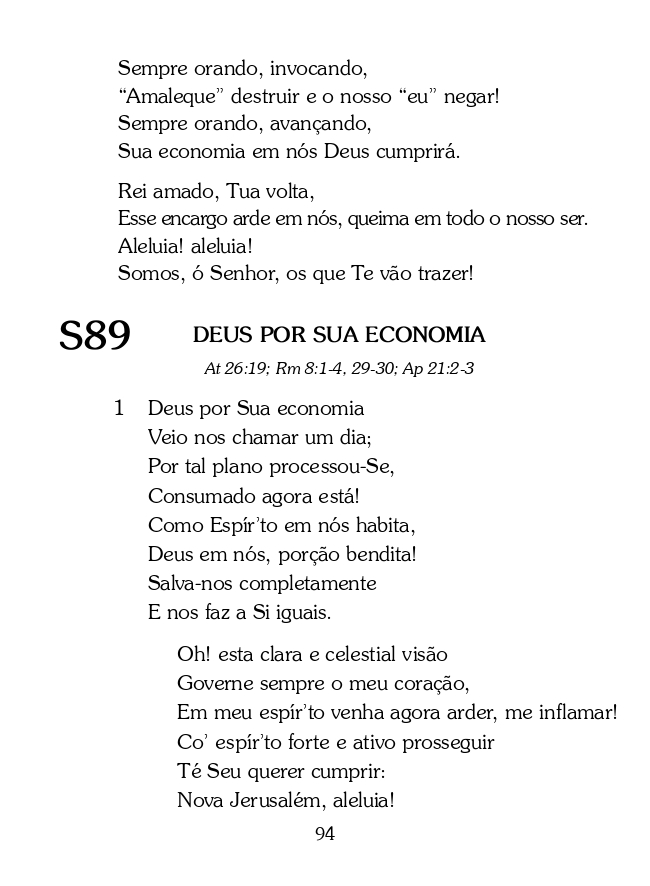 Sempre orando, invocando,
“Amaleque” destruir e o nosso “eu” negar!
Sempre orando, avançando,
Sua economia em nós Deus cumprirá.
Rei amado, Tua volta,
Esse encargo arde em nós, queima em todo o nosso ser.
Aleluia! aleluia!
Somos, ó Senhor, os que Te vão trazer!
S89 DEUS POR SUA ECONOMIA
At 26:19; Rm 8:1-4, 29-30; Ap 21:2-3
1 Deus por Sua economia
Veio nos chamar um dia;
Por tal plano processou-Se,
Consumado agora está!
Como Espír’to em nós habita,
Deus em nós, porção bendita!
Salva-nos completamente
E nos faz a Si iguais.
Oh! esta clara e celestial visão
Governe sempre o meu coração,
Em meu espír’to venha agora arder, me inflamar!
Co’ espír’to forte e ativo prosseguir
Té Seu querer cumprir:
Nova Jerusalém, aleluia!
94